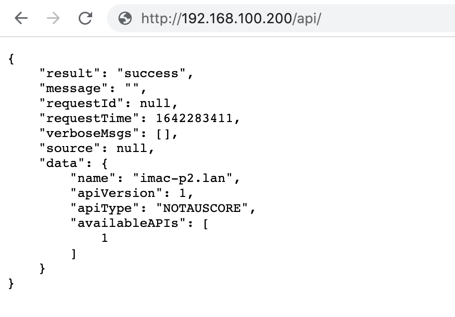 http://192.168.100.200/api/
{
    "result": "success",
    "message": "",
    "requestId": null,
    "requestTime": 1642283411,
    "verboseMsgs": [],
    "source": null,
    "data": {
        "name": "imac-p2.lan",
        "apiVersion": 1,
        "apiType": "NOTAUSCORE",
        "availableAPIs": [
            1
        ]
    }
}